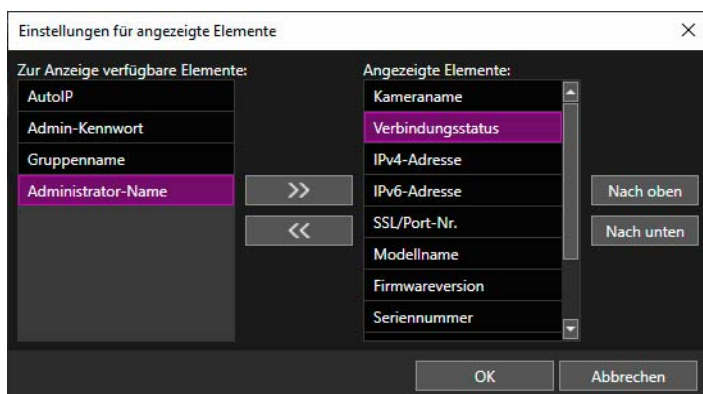 Einstellungen für angezeigte Elemente
Zur Anzeige verfügbare Elemente:
AutoIP
Admin-Kennwort
Gruppenname
Administrator-Name
>>
<<
Angezeigte Elemente:
Kameraname
Verbindungsstatus
IPv4-Adresse
IPv6-Adresse
SSL/Port-Nr.
Modellname
Firmwareversion
Seriennummer
Nach oben
Nach unten
OK
Abbrechen